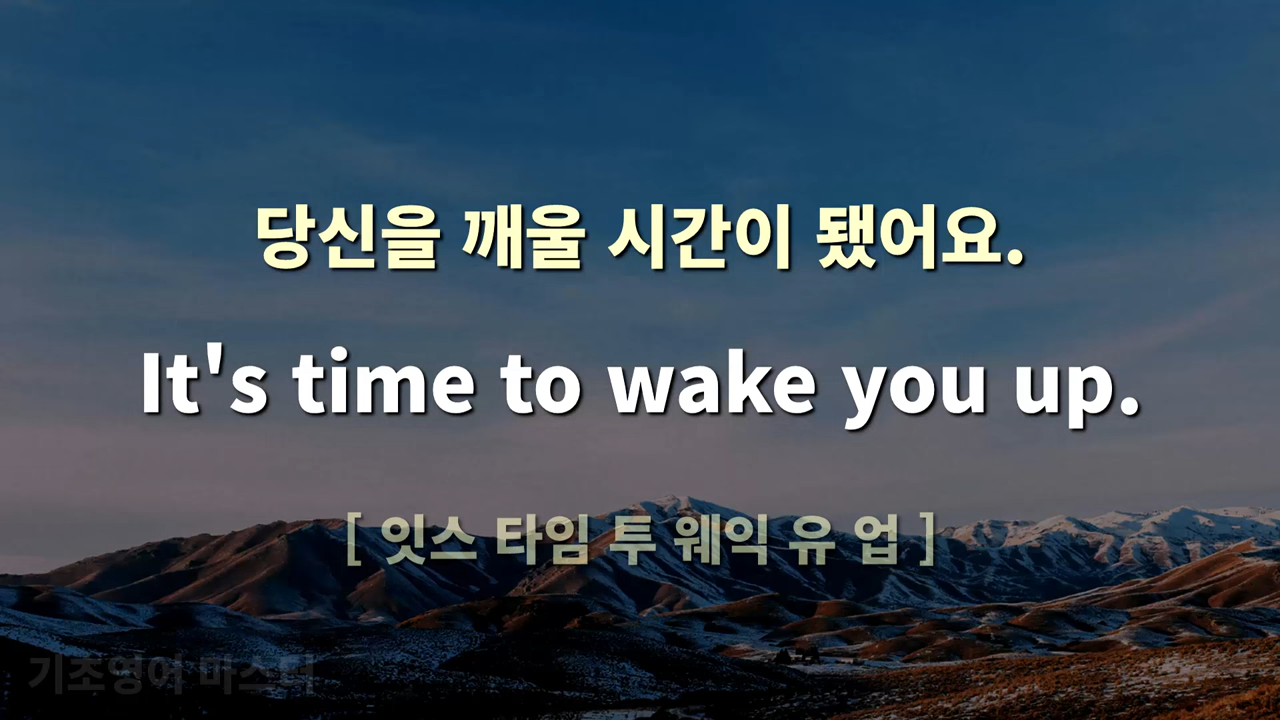 당신을 깨울 시간이 됐어요.
It's time to wake you up.
[ 잇스 타임 투 웨익 유 업 ]
기초영어 마스터